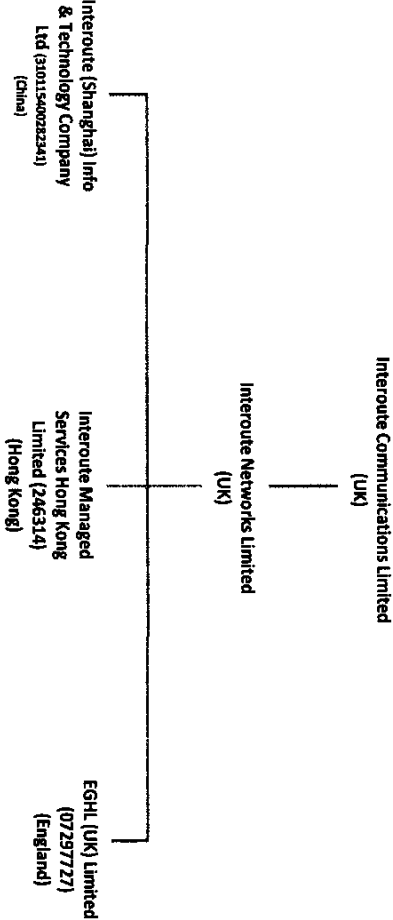 Interoute Communications Limited
(UK)
Interoute Networks Limited
(UK)
Interoute (Shanghai) Info
& Technology Company
Ltd (310115400282341)
(China)
Interoute Managed
Services Hong Kong
Limited (246314)
(Hong Kong)
EGHL (UK) Limited
(07297727)
(England)